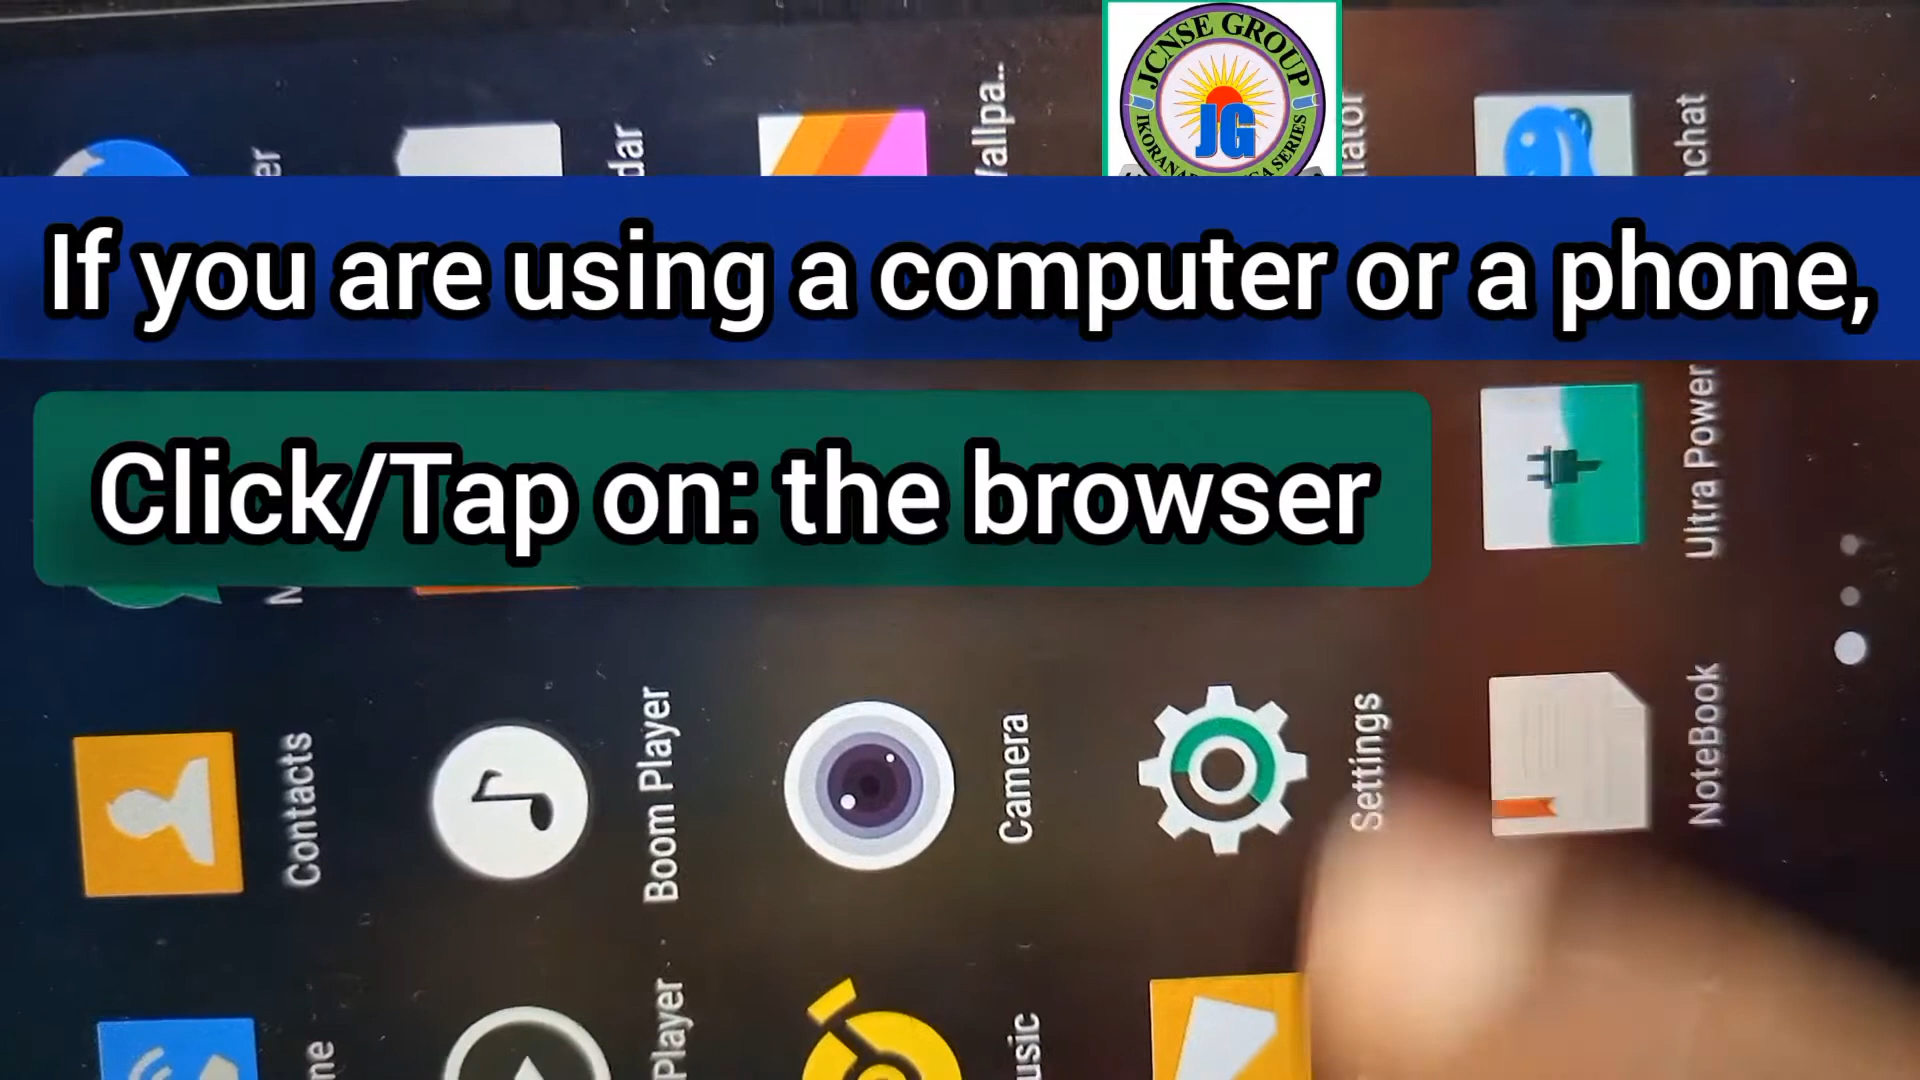 JCNSE GROUP
JG
If you are using a computer or a phone,
Click/Tap on: the browser
Ultra Power
Contacts
Boom Player
Camera
Settings
NoteBook
Player